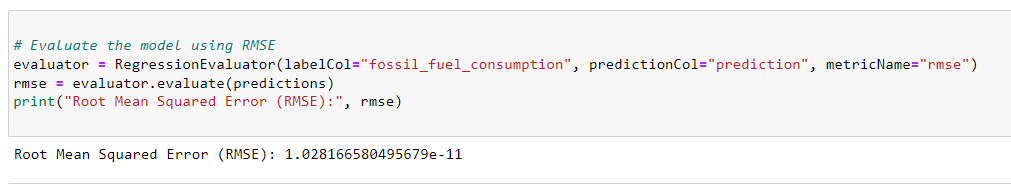 # Evaluate the model using RMSE
evaluator = RegressionEvaluator(labelCol="fossil_fuel_consumption", predictionCol="prediction", metricName="rmse")
rmse = evaluator.evaluate(predictions)
print("Root Mean Squared Error (RMSE):", rmse)
Root Mean Squared Error (RMSE): 1.028166580495679e-11